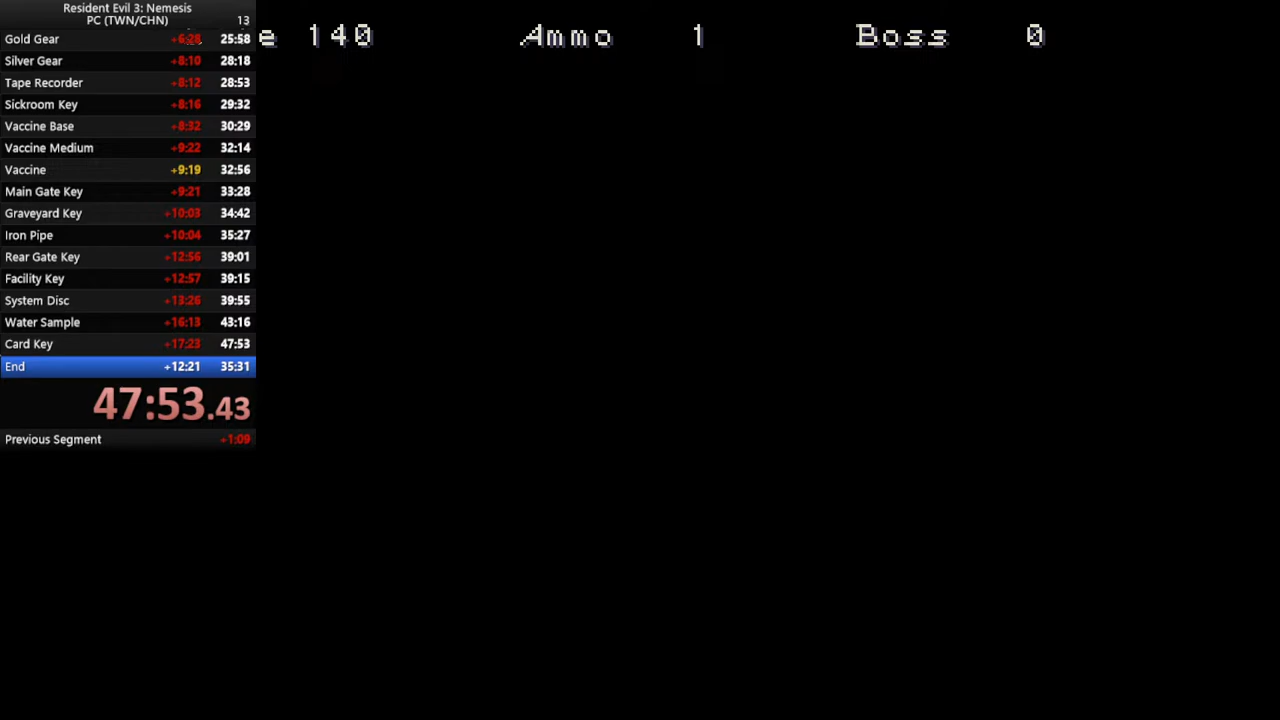 Resident Evil 3: Nemesis
PC (TWN/CHN) 13
e 140 Ammo 1 Boss 0
Gold Gear +6:28 25:58
Silver Gear +8:10 28:18
Tape Recorder +8:12 28:53
Sickroom Key +8:16 29:32
Vaccine Base +8:32 30:29
Vaccine Medium +9:22 32:14
Vaccine +9:19 32:56
Main Gate Key +9:21 33:28
Graveyard Key +10:03 34:42
Iron Pipe +10:04 35:27
Rear Gate Key +12:56 39:01
Facility Key +12:57 39:15
System Disc +13:26 39:55
Water Sample +16:13 43:16
Card Key +17:23 47:53
End +12:21 35:31
47:53.43
Previous Segment +1:09